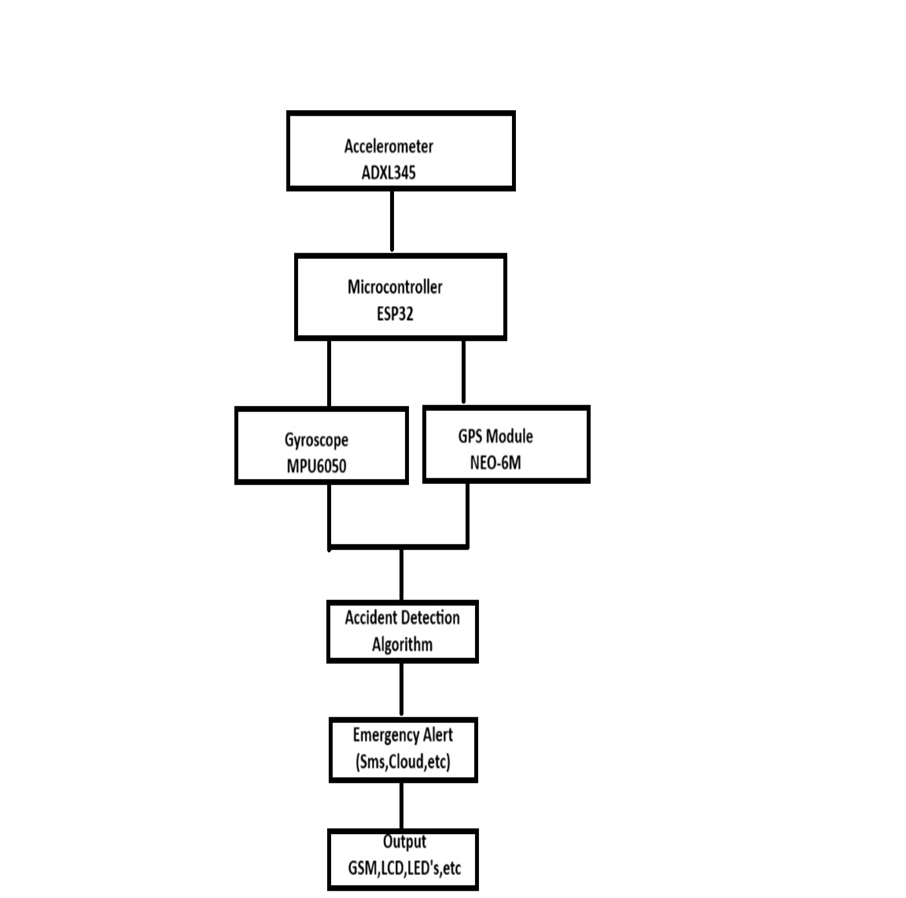 Accelerometer
ADXL345
Microcontroller
ESP32
Gyroscope
MPU6050
GPS Module
NEO-6M
Accident Detection
Algorithm
Emergency Alert
(Sms,Cloud,etc)
Output
GSM,LCD,LED's,etc